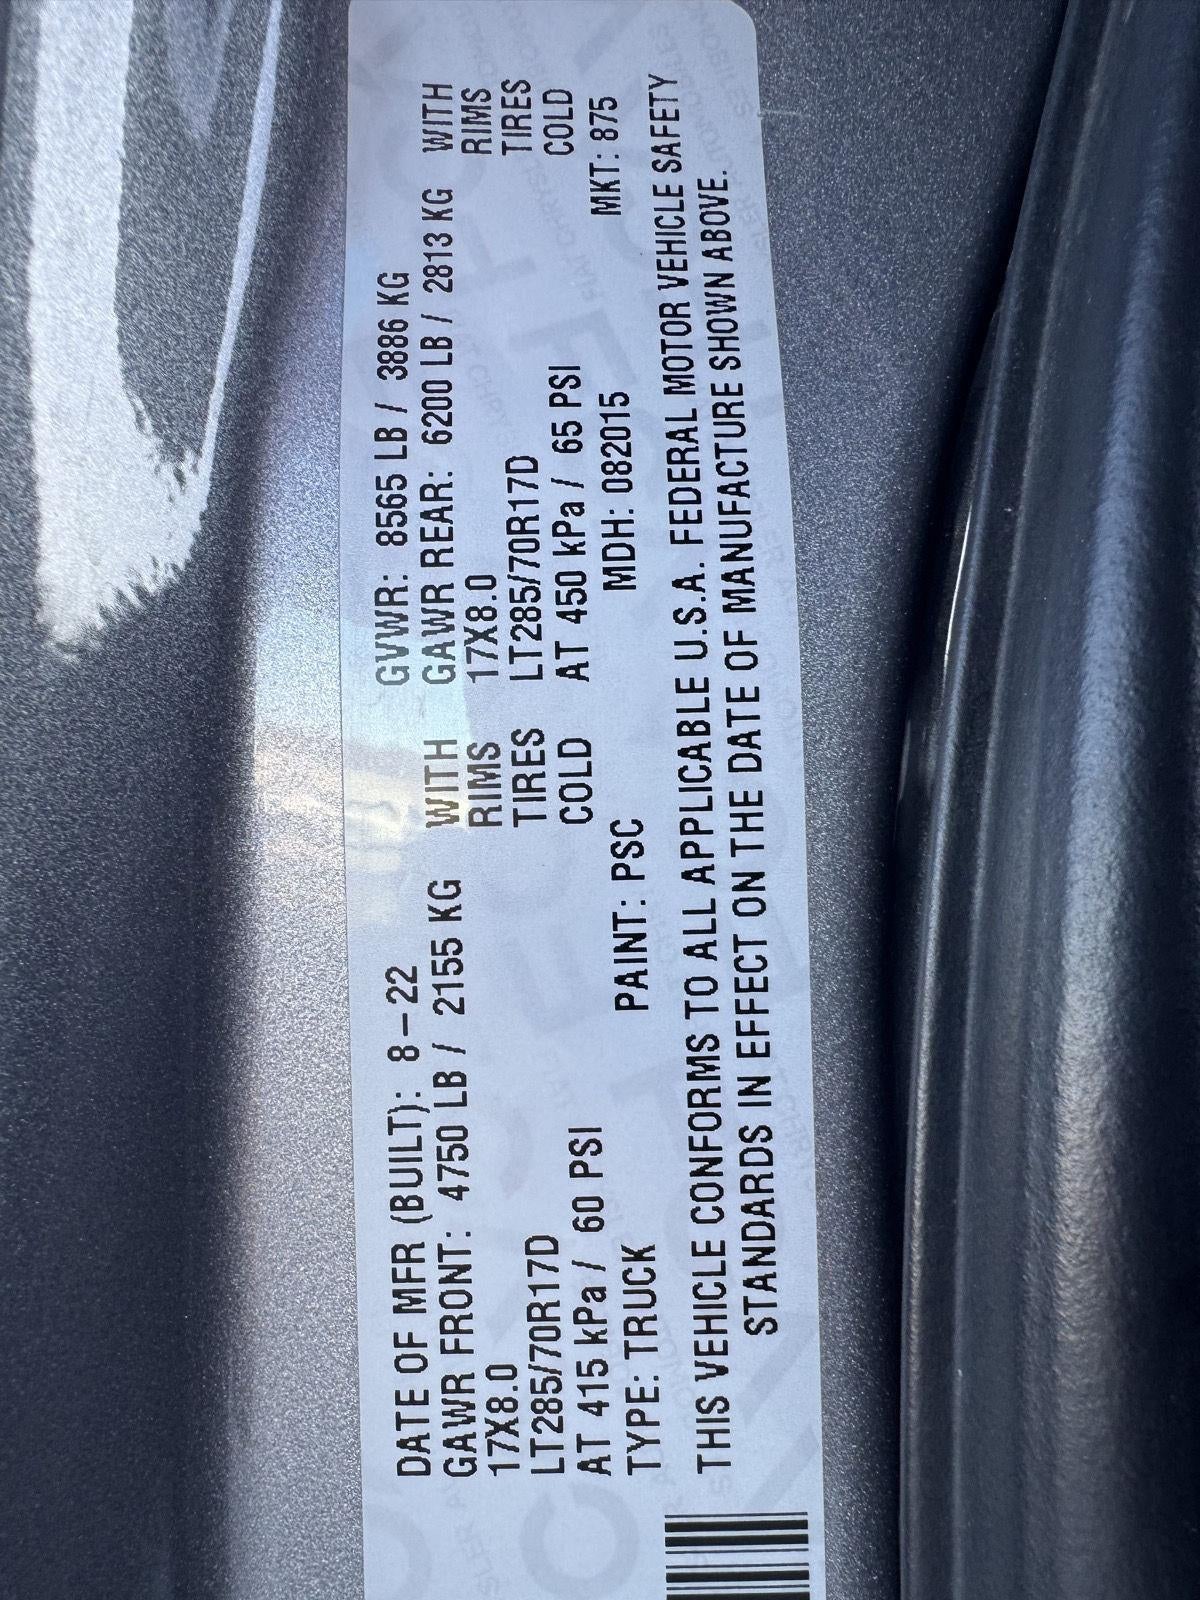 DATE OF MFR (BUILT): 8-22 GVWR: 8565 LB / 3886 KG
GAWR FRONT: 4750 LB / 2155 KG WITH GAWR REAR: 6200 LB / 2813 KG WITH
17X8.0 RIMS 17X8.0 RIMS
LT285/70R17D TIRES LT285/70R17D TIRES
AT 415 kPa / 60 PSI COLD AT 450 kPa / 65 PSI COLD
TYPE: TRUCK PAINT: PSC MDH: 082015 MKT: 875
THIS VEHICLE CONFORMS TO ALL APPLICABLE U.S.A. FEDERAL MOTOR VEHICLE SAFETY
STANDARDS IN EFFECT ON THE DATE OF MANUFACTURE SHOWN ABOVE.